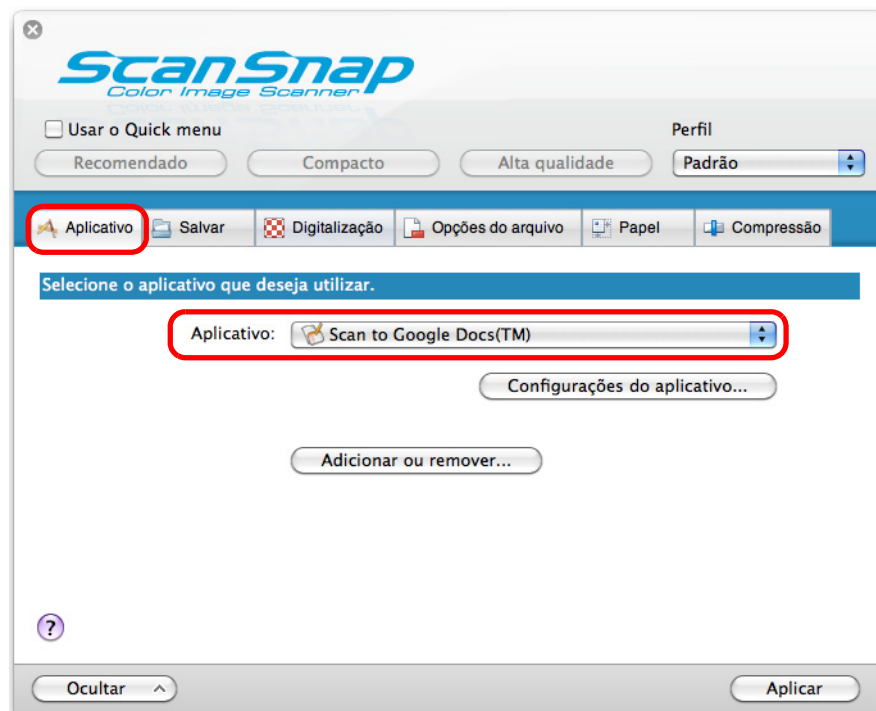 ScanSnap
Color Image Scanner
Usar o Quick menu
Perfil
Recomendado Compacto Alta qualidade Padrão
Aplicativo Salvar Digitalização Opções do arquivo Papel Compressão
Selecione o aplicativo que deseja utilizar.
Aplicativo: Scan to Google Docs(TM)
Configurações do aplicativo...
Adicionar ou remover...
?
Ocultar Aplicar